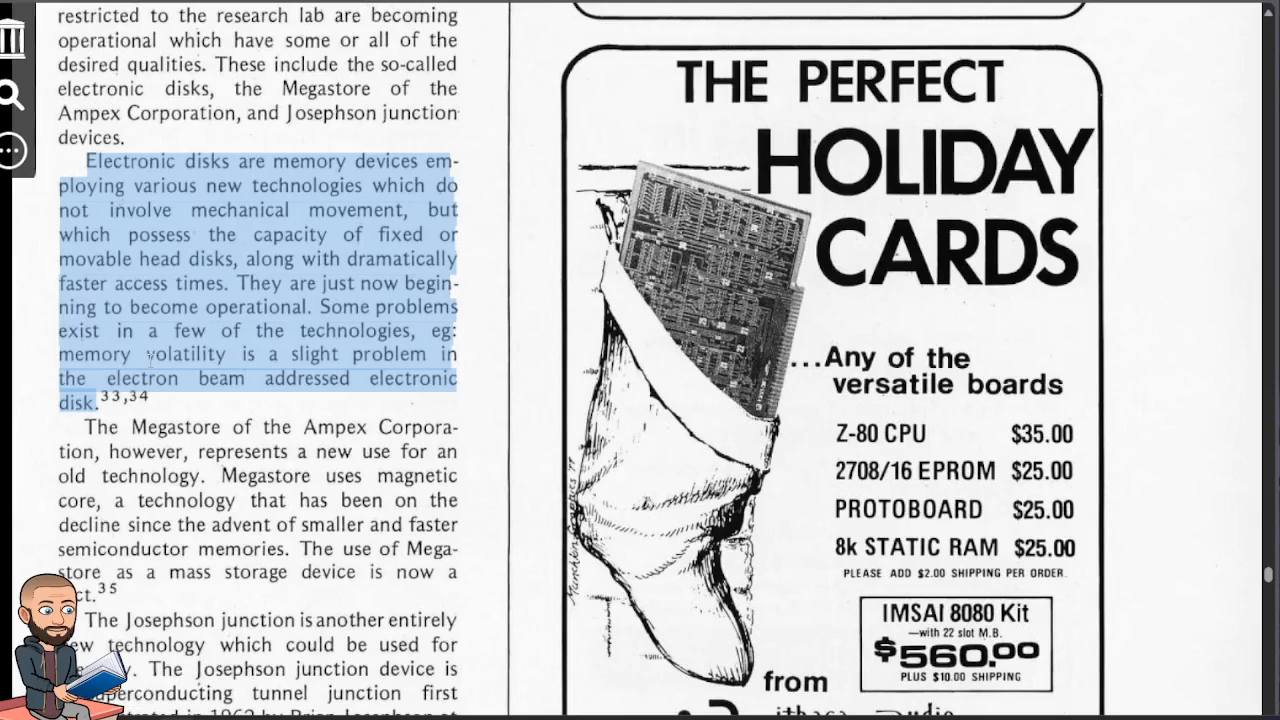 restricted to the research lab are becoming
operational which have some or all of the
desired qualities. These include the so-called
electronic disks, the Megastore of the
Ampex Corporation, and Josephson junction
devices.
Electronic disks are memory devices em-
ploying various new technologies which do
not involve mechanical movement, but
which possess the capacity of fixed or
movable head disks, along with dramatically
faster access times. They are just now begin-
ning to become operational. Some problems
exist in a few of the technologies, eg:
memory volatility is a slight problem in
the electron beam addressed electronic
disk.33,34
The Megastore of the Ampex Corpora-
tion, however, represents a new use for an
old technology. Megastore uses magnetic
core, a technology that has been on the
decline since the advent of smaller and faster
semiconductor memories. The use of Mega-
store as a mass storage device is now a
ct.35
The Josephson junction is another entirely
ew technology which could be used for
y. The Josephson junction device is
perconducting tunnel junction first
in 1962 by Brian Josephson at
THE PERFECT
HOLIDAY
CARDS
...Any of the
versatile boards
Z-80 CPU $35.00
2708/16 EPROM $25.00
PROTOBOARD $25.00
8k STATIC RAM $25.00
PLEASE ADD $2.00 SHIPPING PER ORDER.
IMSAI 8080 Kit
—with 22 slot M.B.
$560.00
PLUS $10.00 SHIPPING
from
ithaca audio